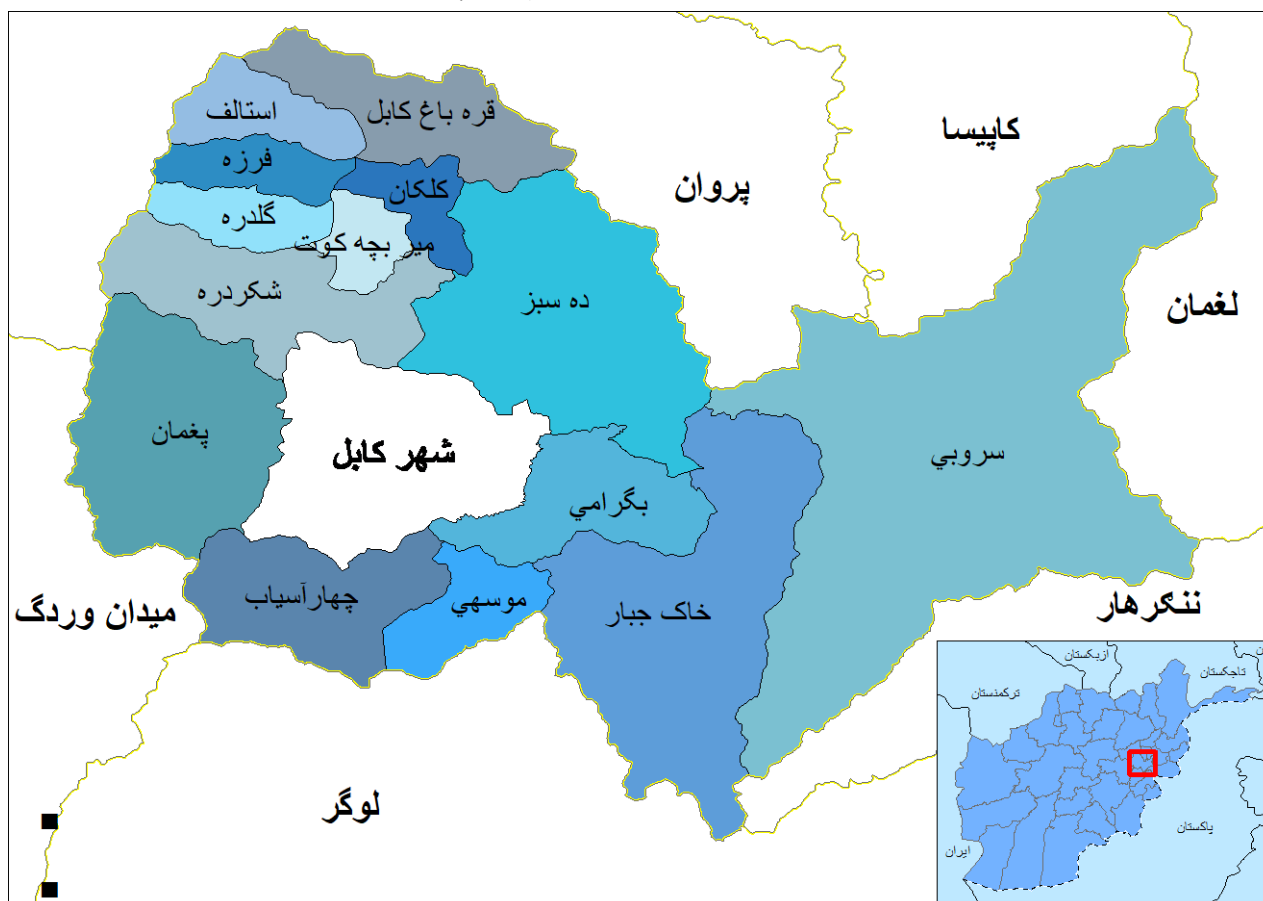 قره باغ کابل
استالف
کاپیسا
فرزه
کلکان
پروان
گلدره
میر بچه کوت
شکردره
ده سبز
لغمان
پغمان
شهر کابل
سروبي
بگرامي
چهارآسیاب
موسهي
خاک جبار
ننگرهار
میدان وردگ
لوگر
ازبکستان
تاجکستان
ترکمنستان
ایران
پاکستان